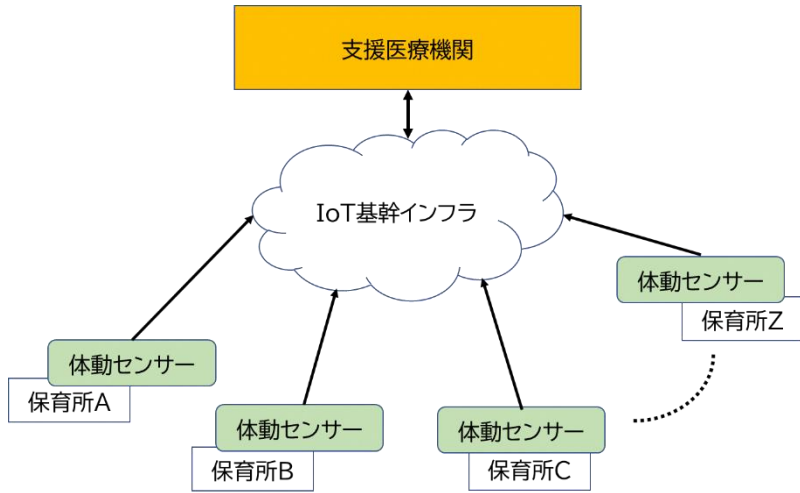 支援医療機関
IoT基幹インフラ
体動センサー
保育所Z
体動センサー
保育所A
体動センサー
保育所B
体動センサー
保育所C